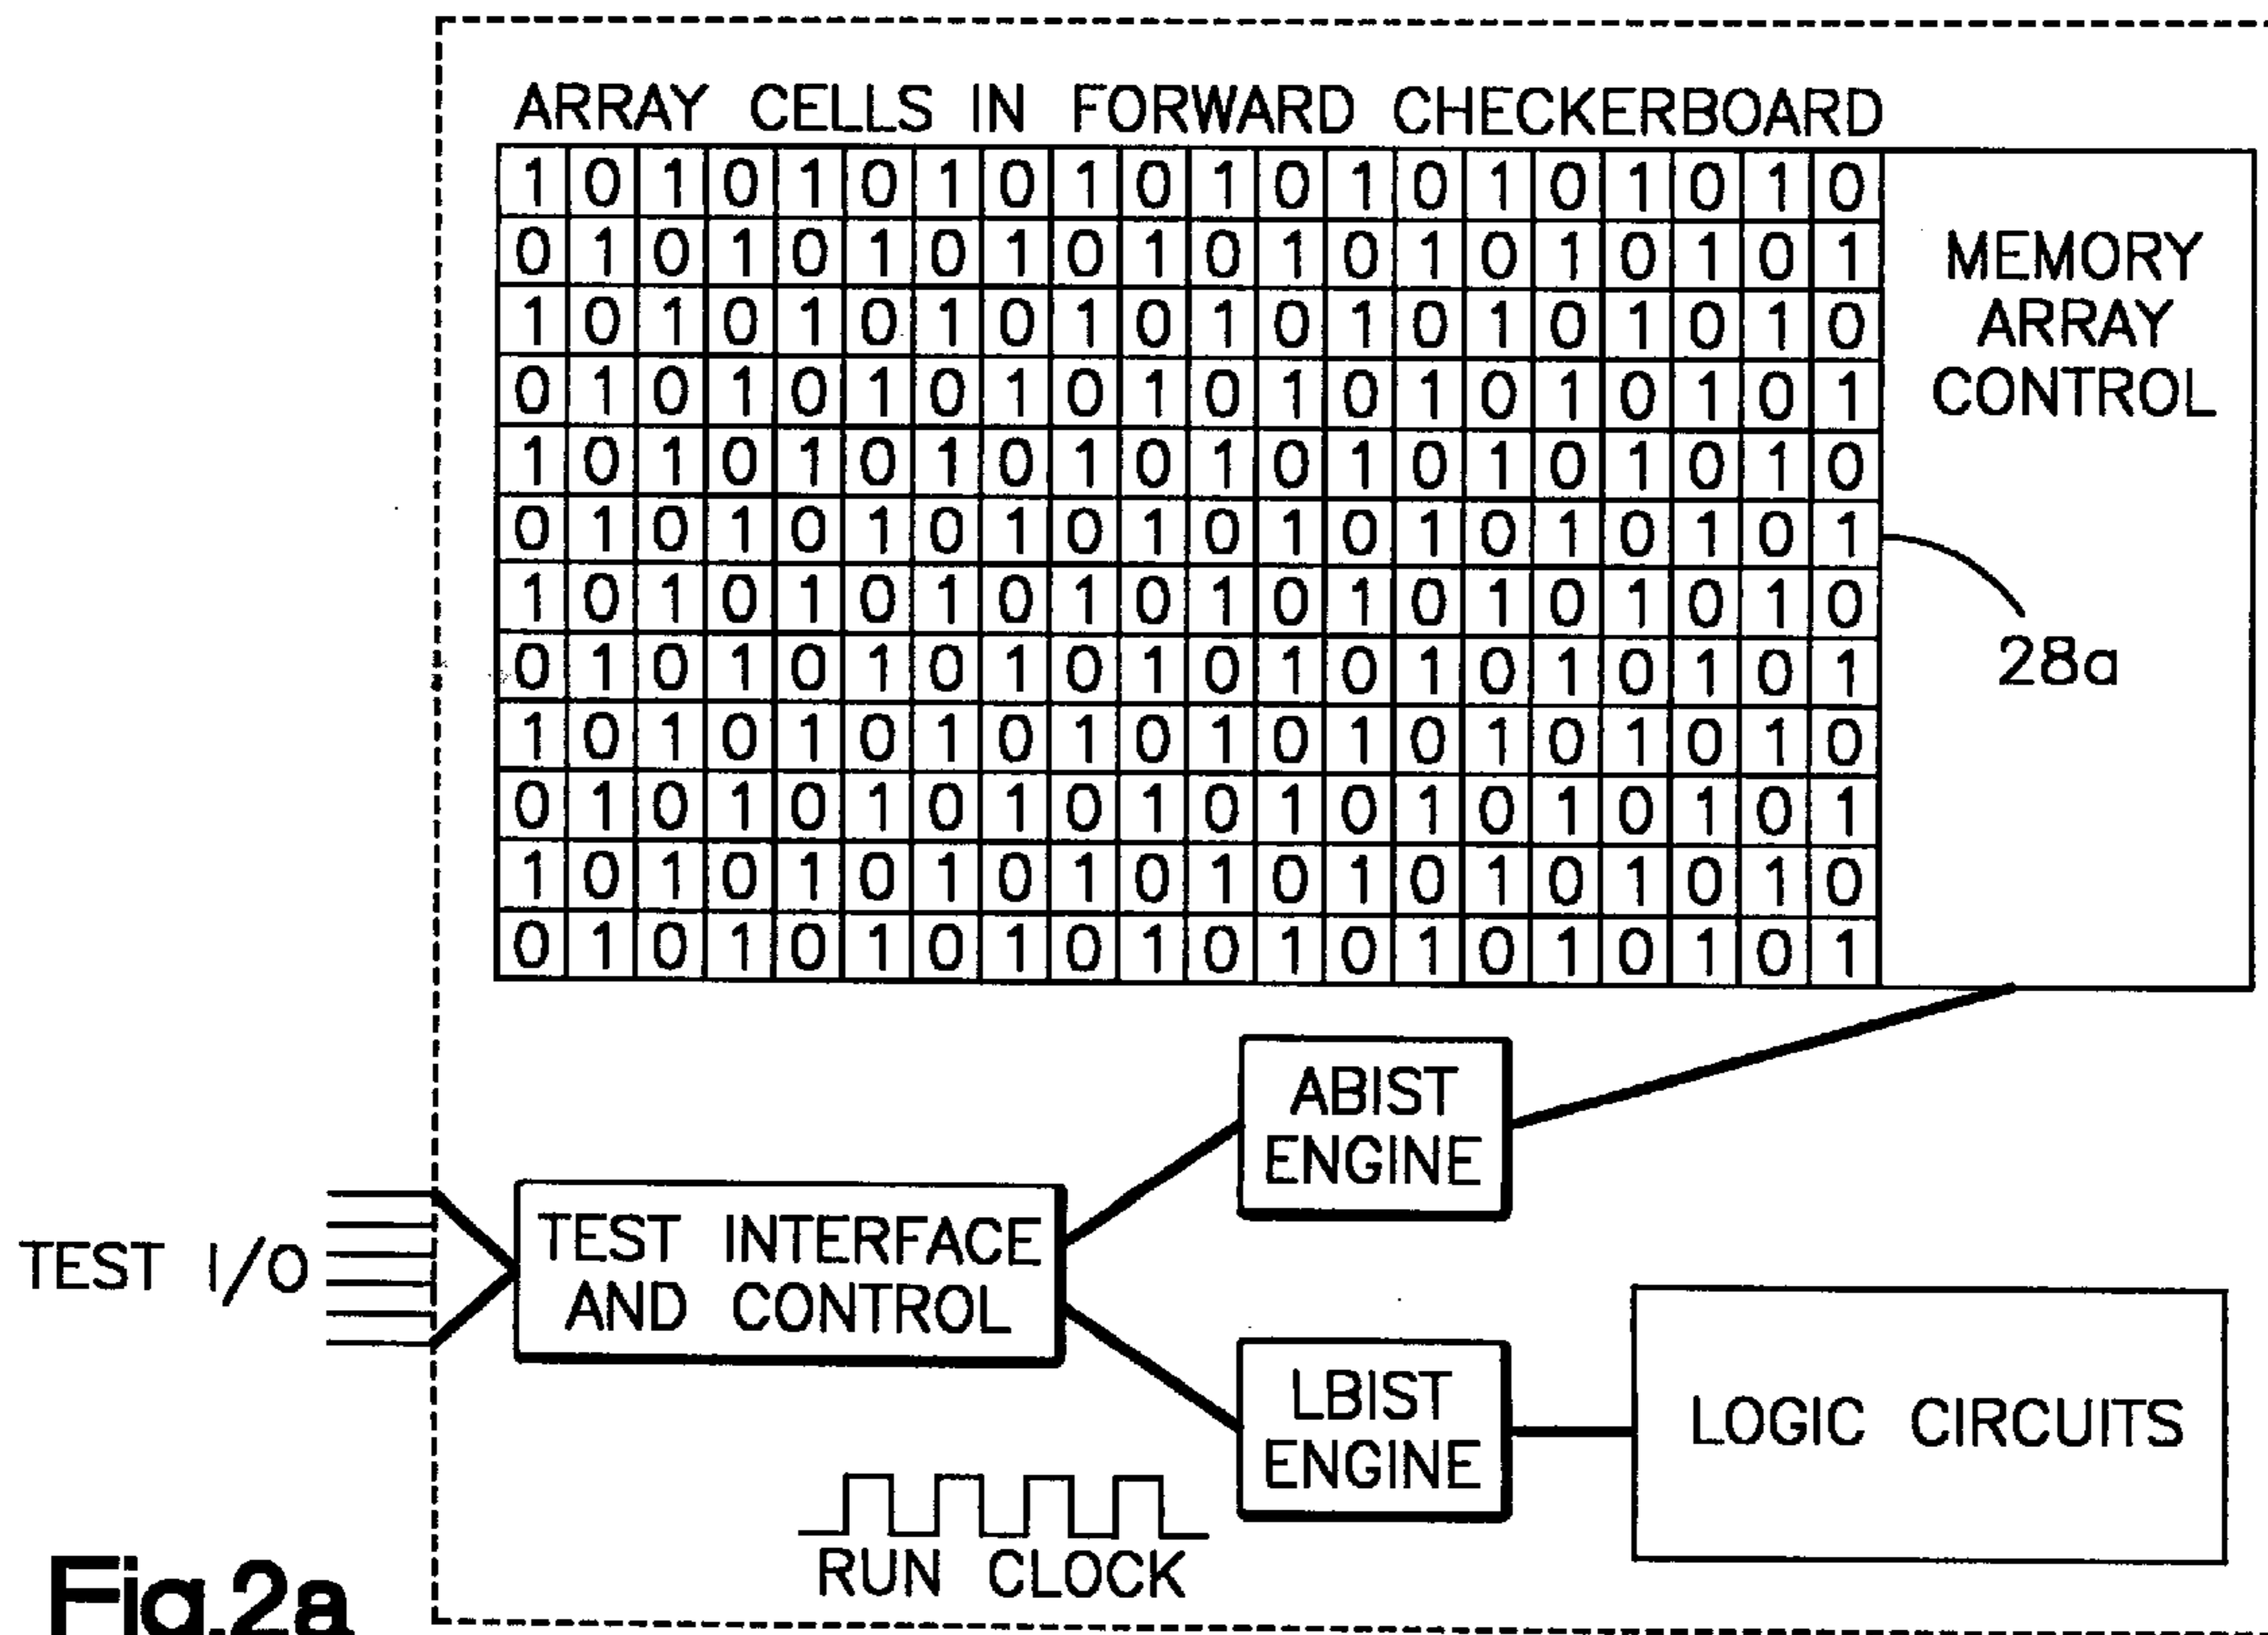 ARRAY CELLS IN FORWARD CHECKERBOARD
1 0 1 0 1 0 1 0 1 0 1 0 1 0 1 0 1 0 1 0
0 1 0 1 0 1 0 1 0 1 0 1 0 1 0 1 0 1 0 1
1 0 1 0 1 0 1 0 1 0 1 0 1 0 1 0 1 0 1 0
0 1 0 1 0 1 0 1 0 1 0 1 0 1 0 1 0 1 0 1
1 0 1 0 1 0 1 0 1 0 1 0 1 0 1 0 1 0 1 0
0 1 0 1 0 1 0 1 0 1 0 1 0 1 0 1 0 1 0 1
1 0 1 0 1 0 1 0 1 0 1 0 1 0 1 0 1 0 1 0
0 1 0 1 0 1 0 1 0 1 0 1 0 1 0 1 0 1 0 1
1 0 1 0 1 0 1 0 1 0 1 0 1 0 1 0 1 0 1 0
0 1 0 1 0 1 0 1 0 1 0 1 0 1 0 1 0 1 0 1
1 0 1 0 1 0 1 0 1 0 1 0 1 0 1 0 1 0 1 0
0 1 0 1 0 1 0 1 0 1 0 1 0 1 0 1 0 1 0 1
MEMORY
ARRAY
CONTROL
28a
ABIST
ENGINE
TEST I/O
TEST INTERFACE
AND CONTROL
LBIST
ENGINE
LOGIC CIRCUITS
RUN CLOCK
Fig.2a